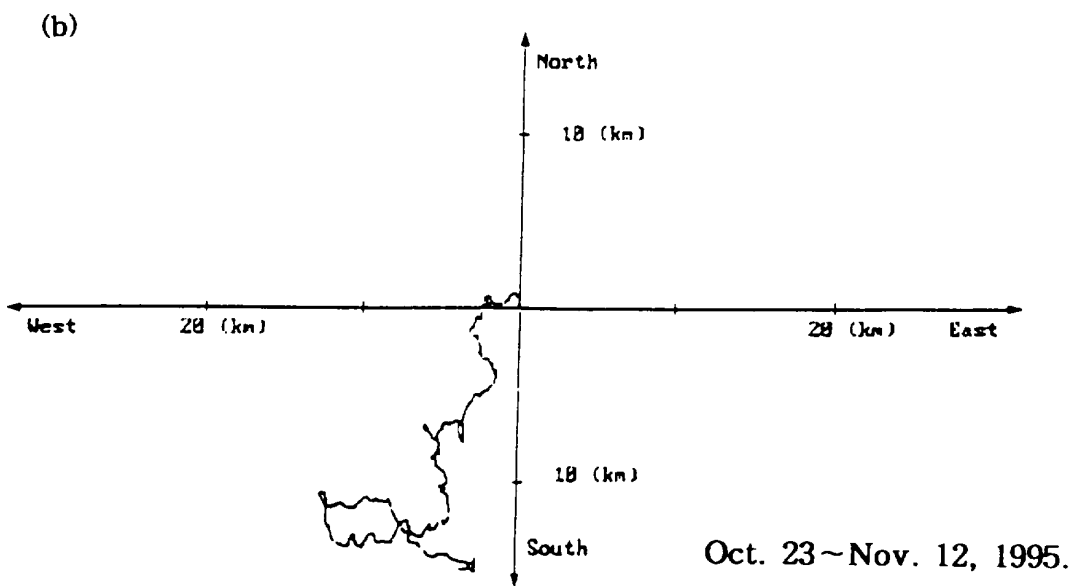 (b)
North
10 (km)
West
20 (km)
20 (km)
East
10 (km)
South
Oct. 23~Nov. 12, 1995.